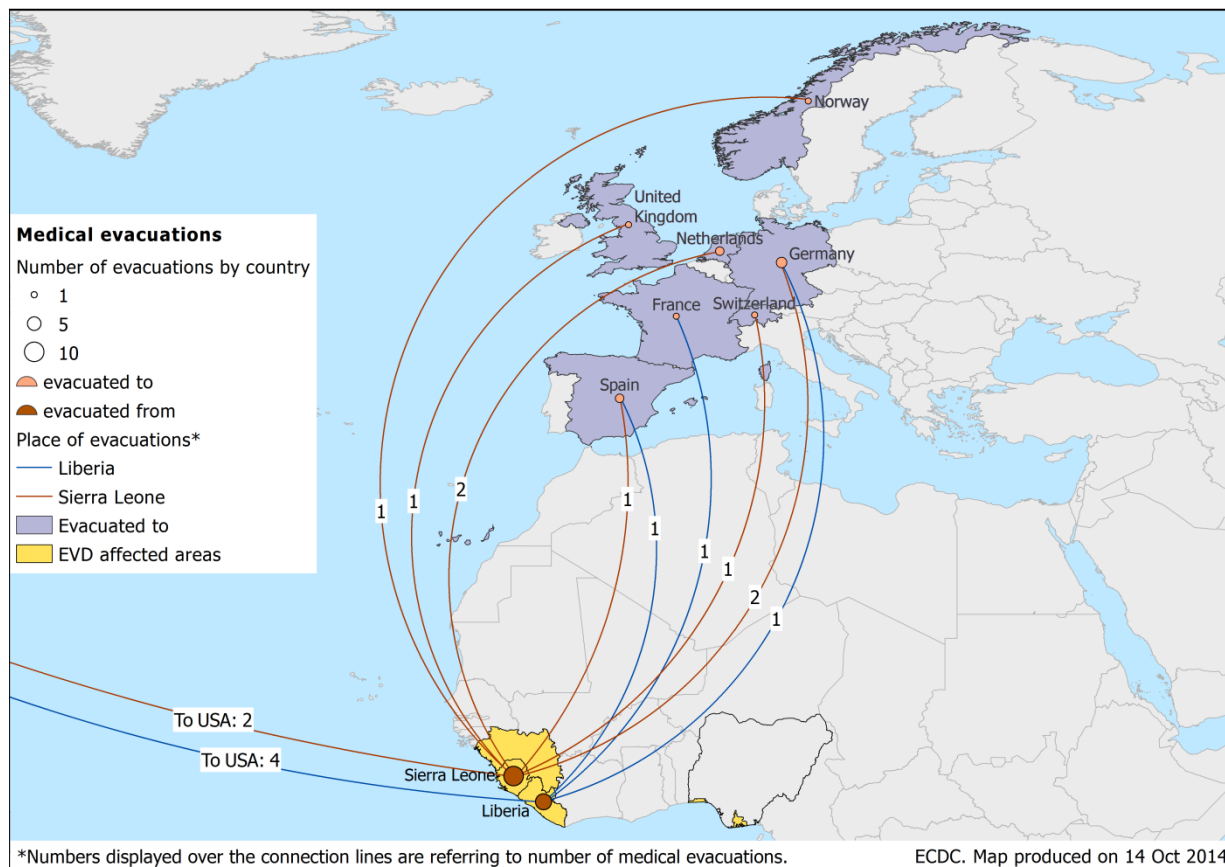 Norway
United
Kingdom
Netherlands
Germany
France
Switzerland
Spain
Medical evacuations
Number of evacuations by country
1
5
10
evacuated to
evacuated from
Place of evacuations*
Liberia
Sierra Leone
Evacuated to
EVD affected areas
1
1
2
1
1
1
1
2
1
To USA: 2
To USA: 4
Sierra Leone
Liberia
*Numbers displayed over the connection lines are referring to number of medical evacuations.
ECDC. Map produced on 14 Oct 2014